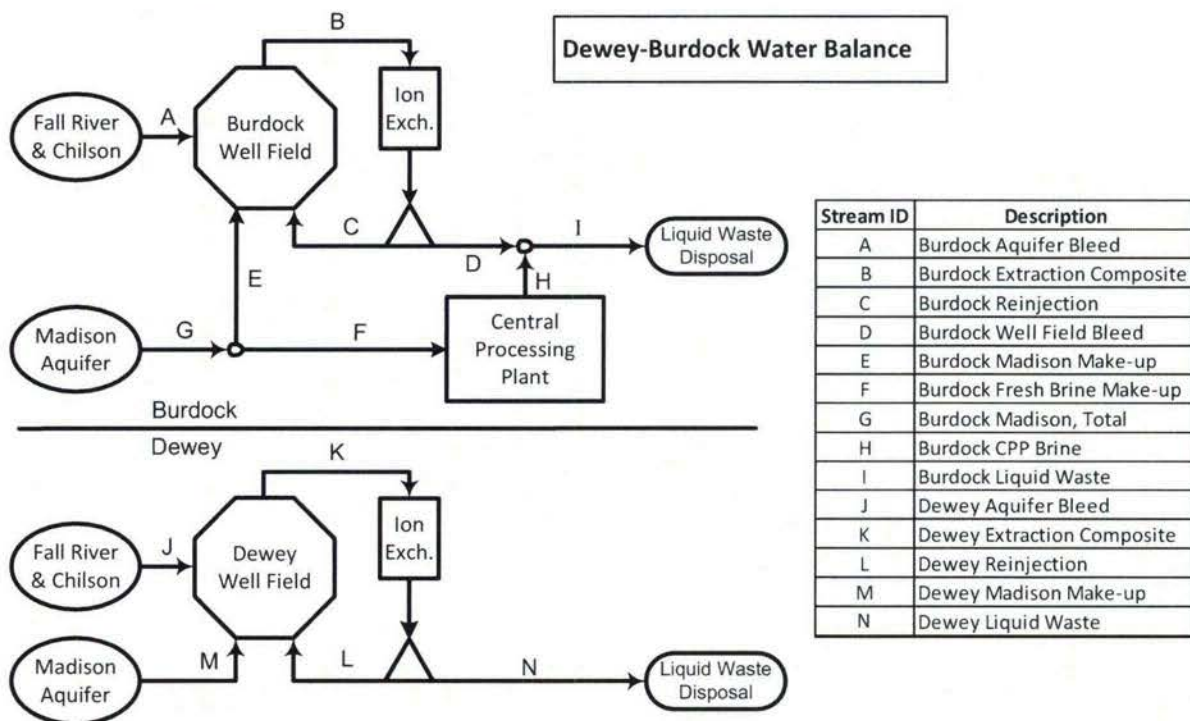 Dewey-Burdock Water Balance
B
Ion
Exch.
Fall River
& Chilson
A
Burdock
Well Field
C
D
I
Liquid Waste
Disposal
E
H
Madison
Aquifer
G
F
Central
Processing
Plant
Burdock
Dewey
K
Ion
Exch.
Fall River
& Chilson
J
Dewey
Well Field
Madison
Aquifer
M
L
N
Liquid Waste
Disposal
Stream ID Description
A Burdock Aquifer Bleed
B Burdock Extraction Composite
C Burdock Reinjection
D Burdock Well Field Bleed
E Burdock Madison Make-up
F Burdock Fresh Brine Make-up
G Burdock Madison, Total
H Burdock CPP Brine
I Burdock Liquid Waste
J Dewey Aquifer Bleed
K Dewey Extraction Composite
L Dewey Reinjection
M Dewey Madison Make-up
N Dewey Liquid Waste